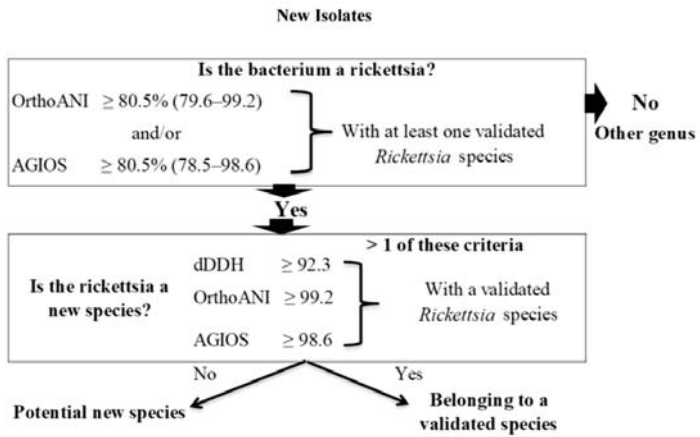 New Isolates
Is the bacterium a rickettsia?
OrthoANI ≥ 80.5% (79.6–99.2)
and/or
AGIOS ≥ 80.5% (78.5–98.6)
With at least one validated
Rickettsia species
No
Other genus
Yes
> 1 of these criteria
Is the rickettsia a
new species?
dDDH ≥ 92.3
OrthoANI ≥ 99.2
AGIOS ≥ 98.6
With a validated
Rickettsia species
No
Yes
Potential new species
Belonging to a
validated species